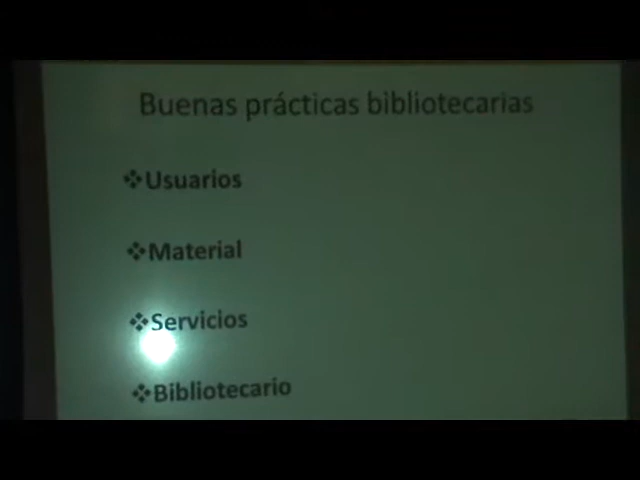 Buenas prácticas bibliotecarias
❖Usuarios
❖Material
❖Servicios
❖Bibliotecario